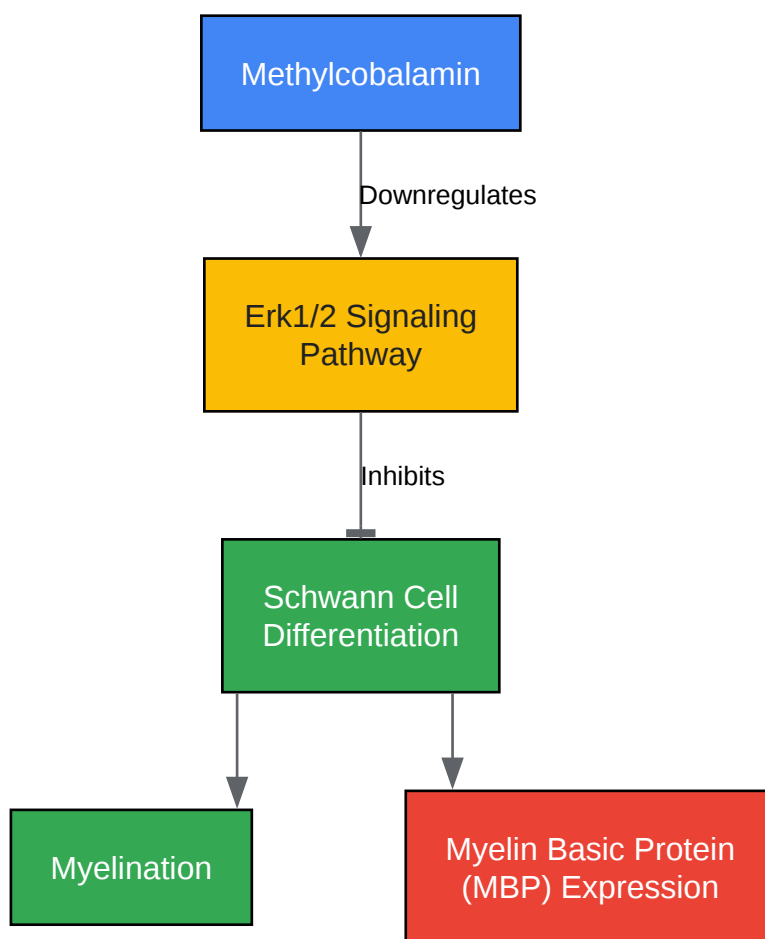 Methylcobalamin
Downregulates
Erk1/2 Signaling
Pathway
Inhibits
Schwann Cell
Differentiation
Myelination
Myelin Basic Protein
(MBP) Expression